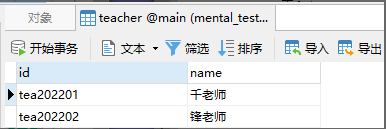 对象 teacher @main (mental_test...
开始事务 文本 筛选 排序 导入 导出
id name
tea202201 千老师
tea202202 锋老师